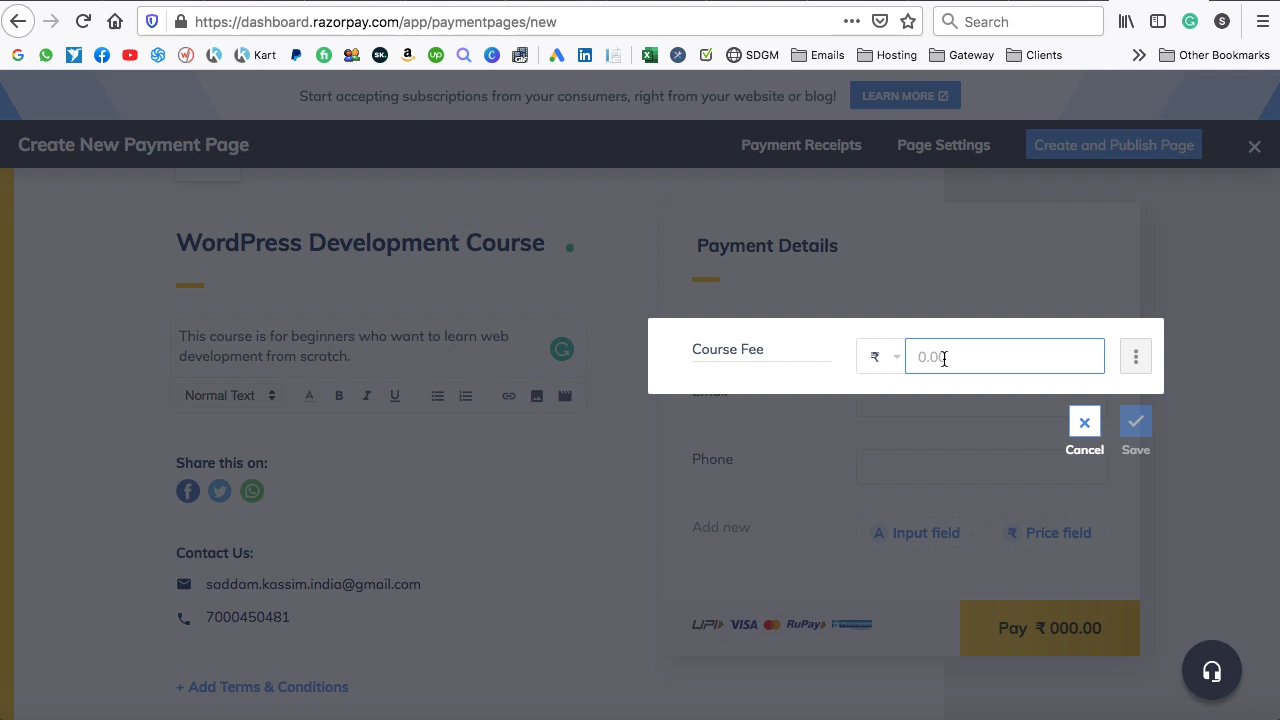 https://dashboard.razorpay.com/app/paymentpages/new
Search
S
Kart
SDGM
Emails
Hosting
Gateway
Clients
Other Bookmarks
Start accepting subscriptions from your consumers, right from your website or blog!
LEARN MORE
Create New Payment Page
Payment Receipts
Page Settings
Create and Publish Page
WordPress Development Course
This course is for beginners who want to learn web
development from scratch.
Normal Text
A B I U
Share this on:
Contact Us:
saddam.kassim.india@gmail.com
7000450481
+ Add Terms & Conditions
Payment Details
Course Fee
₹
0.00
Email
Cancel
Save
Phone
Add new
A Input field
₹ Price field
UPI VISA RuPay
Pay ₹ 000.00